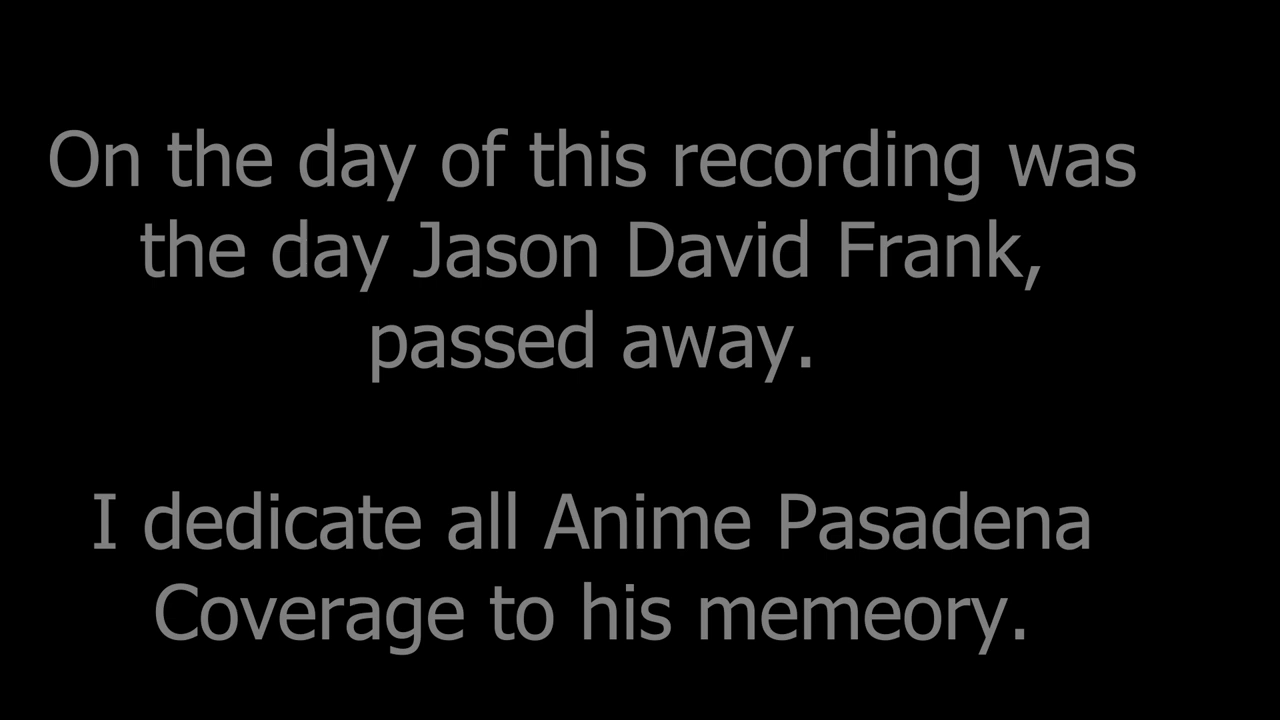 On the day of this recording was
the day Jason David Frank,
passed away.
I dedicate all Anime Pasadena
Coverage to his memeory.